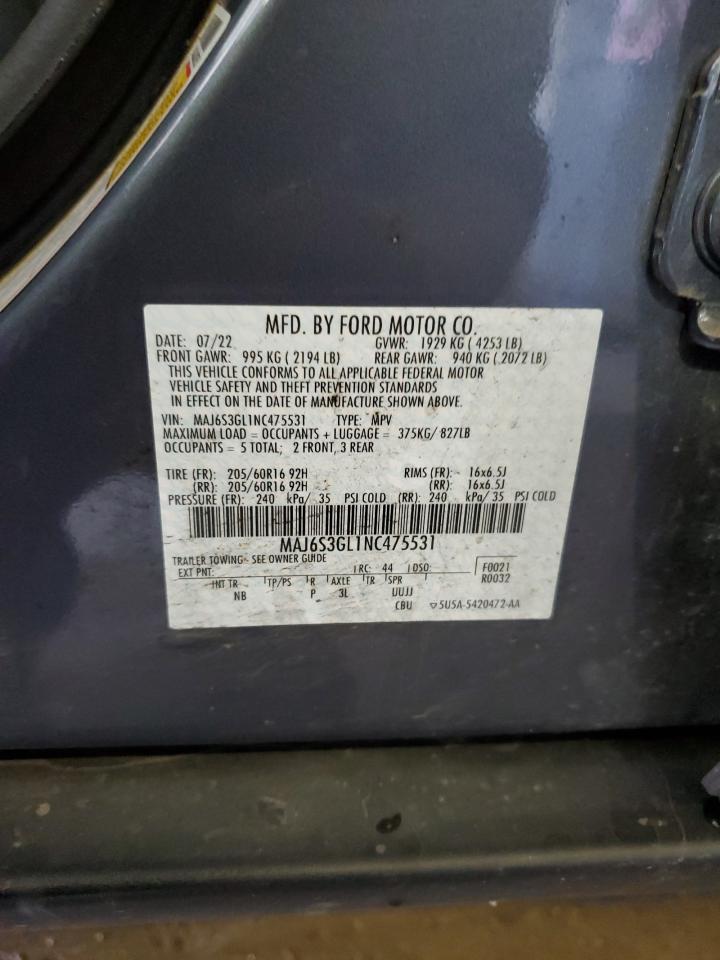 MFD. BY FORD MOTOR CO.
DATE: 07/22 GVWR: 1929 KG ( 4253 LB)
FRONT GAWR: 995 KG ( 2194 LB) REAR GAWR: 940 KG ( 2072 LB)
THIS VEHICLE CONFORMS TO ALL APPLICABLE FEDERAL MOTOR
VEHICLE SAFETY AND THEFT PREVENTION STANDARDS
IN EFFECT ON THE DATE OF MANUFACTURE SHOWN ABOVE.
VIN: MAJ6S3GL1NC475531 TYPE: MPV
MAXIMUM LOAD = OCCUPANTS + LUGGAGE = 375KG/ 827LB
OCCUPANTS = 5 TOTAL; 2 FRONT, 3 REAR
TIRE (FR): 205/60R16 92H RIMS (FR): 16x6.5J
(RR): 205/60R16 92H (RR): 16x6.5J
PRESSURE (FR): 240 kPa/ 35 PSI COLD (RR): 240 kPa/ 35 PSI COLD
MAJ6S3GL1NC475531
TRAILER TOWING - SEE OWNER GUIDE
EXT PNT: RC: 44 DSO: F0021
R0032
INT TR TP/PS R AXLE TR SPR
NB P 3L UUJJ
CBU 5U5A-5420472-AA